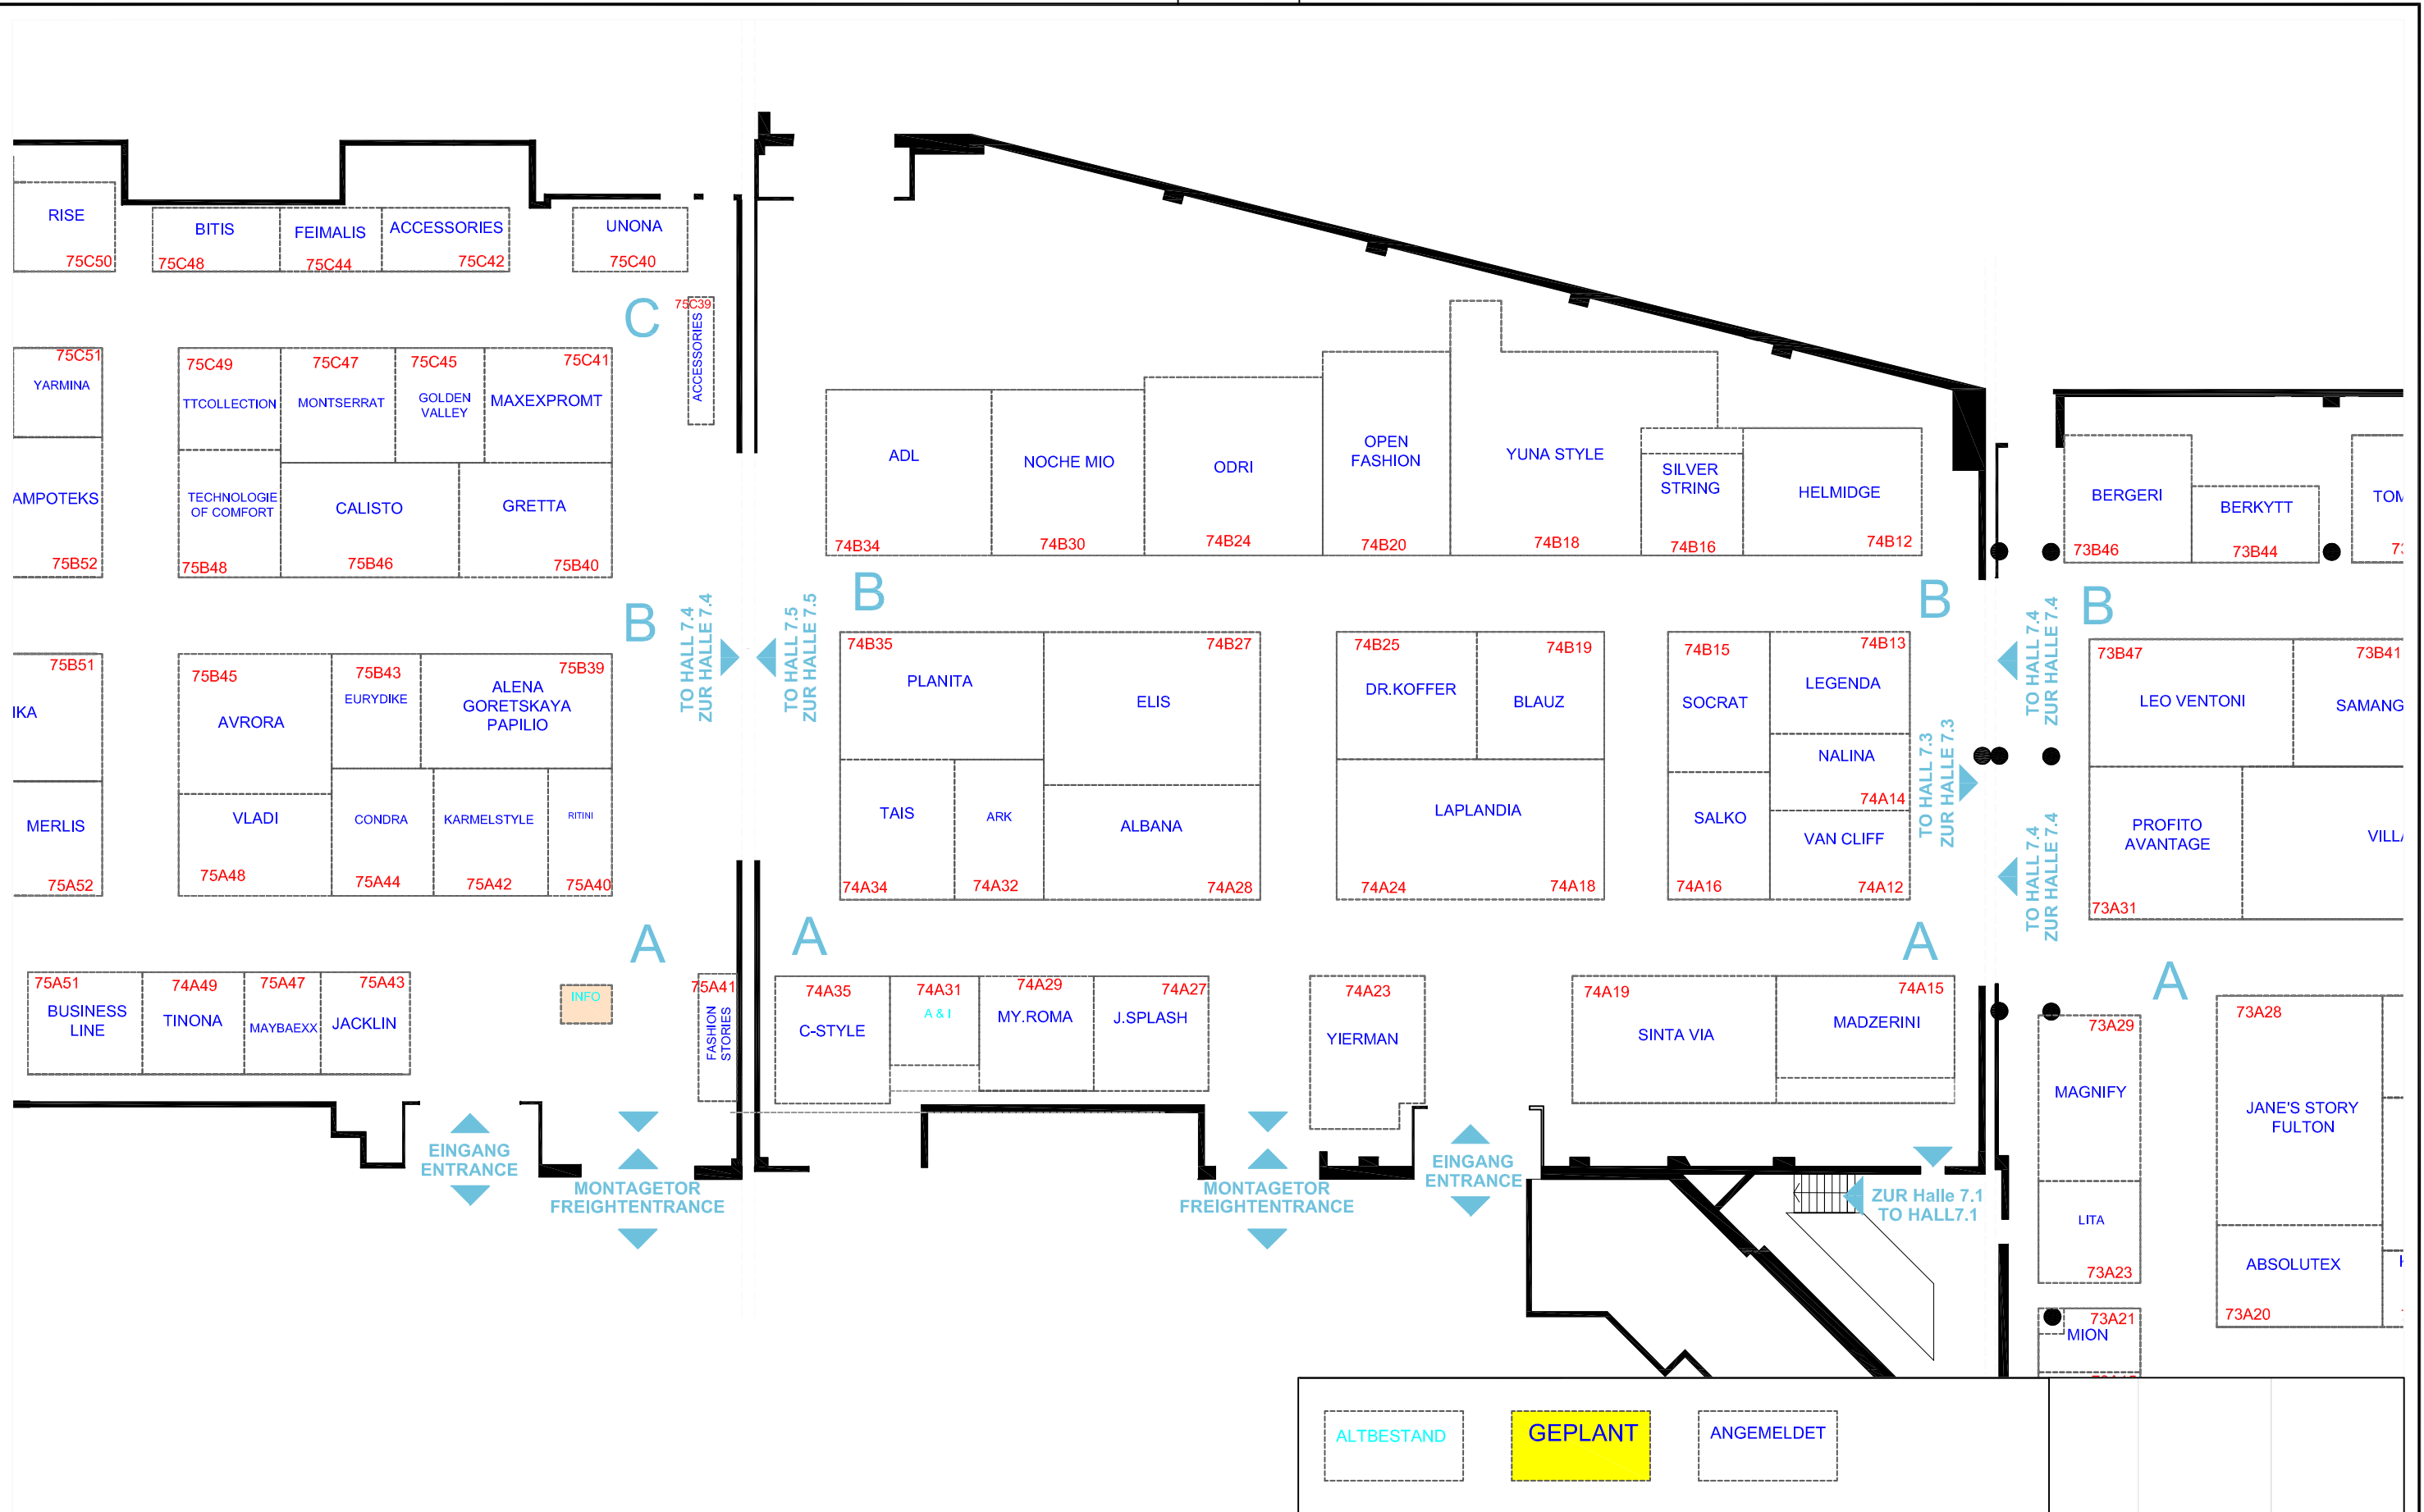 RISE
75C50
BITIS
75C48
FEIMALIS
75C44
ACCESSORIES
75C42
UNONA
75C40
C
75C39
ACCESSORIES
75C51
YARMINA
75C49
TTCOLLECTION
75C47
MONTSERRAT
75C45
GOLDEN
VALLEY
75C41
MAXEXPROMT
AMPOTEKS
75B52
TECHNOLOGIE
OF COMFORT
75B48
CALISTO
75B46
GRETTA
75B40
ADL
74B34
NOCHE MIO
74B30
ODRI
74B24
OPEN
FASHION
74B20
YUNA STYLE
74B18
SILVER
STRING
74B16
HELMIDGE
74B12
BERGERI
73B46
BERKYTT
73B44
B
TO HALL 7.4
ZUR HALLE 7.4
TO HALL 7.5
ZUR HALLE 7.5
B
B
TO HALL 7.4
ZUR HALLE 7.4
B
75B51
IKA
75B45
AVRORA
75B43
EURYDIKE
75B39
ALENA
GORETSKAYA
PAPILIO
74B35
PLANITA
74B27
ELIS
74B25
DR.KOFFER
74B19
BLAUZ
74B15
SOCRAT
74B13
LEGENDA
NALINA
74A14
TO HALL 7.3
ZUR HALLE 7.3
73B47
LEO VENTONI
73B41
SAMANG
MERLIS
75A52
VLADI
75A48
CONDRA
75A44
KARMELSTYLE
75A42
RITINI
75A40
TAIS
74A34
ARK
74A32
ALBANA
74A28
LAPLANDIA
74A24
74A18
SALKO
74A16
VAN CLIFF
74A12
TO HALL 7.4
ZUR HALLE 7.4
PROFITO
AVANTAGE
73A31
VILLA
A
A
A
A
75A51
BUSINESS
LINE
74A49
TINONA
75A47
MAYBAEXX
75A43
JACKLIN
INFO
75A41
FASHION
STORIES
74A35
C-STYLE
74A31
A & I
74A29
MY.ROMA
74A27
J.SPLASH
74A23
YIERMAN
74A19
SINTA VIA
74A15
MADZERINI
73A29
MAGNIFY
73A28
JANE'S STORY
FULTON
EINGANG
ENTRANCE
MONTAGETOR
FREIGHTENTRANCE
MONTAGETOR
FREIGHTENTRANCE
EINGANG
ENTRANCE
ZUR Halle 7.1
TO HALL7.1
LITA
73A23
ABSOLUTEX
73A20
73A21
MION
ALTBESTAND
GEPLANT
ANGEMELDET